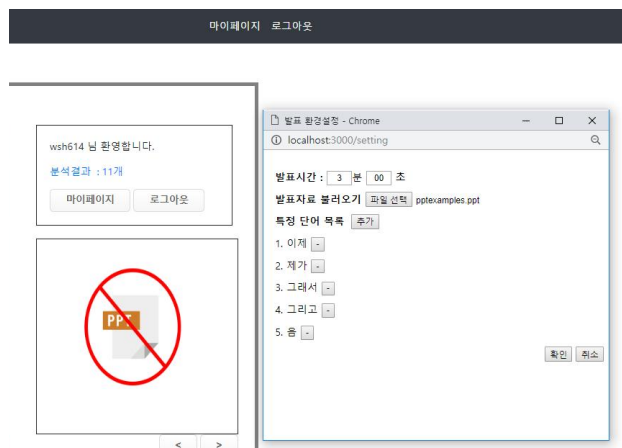 마이페이지 로그아웃
wsh614 님 환영합니다.
분석결과 : 11개
마이페이지 로그아웃
PPT
< >
발표 환경설정 - Chrome
localhost:3000/setting
발표시간 : 3 분 00 초
발표자료 불러오기 파일 선택 pptexamples.ppt
특정 단어 목록 추가
1. 이제 -
2. 제가 -
3. 그래서 -
4. 그리고 -
5. 음 -
확인 취소